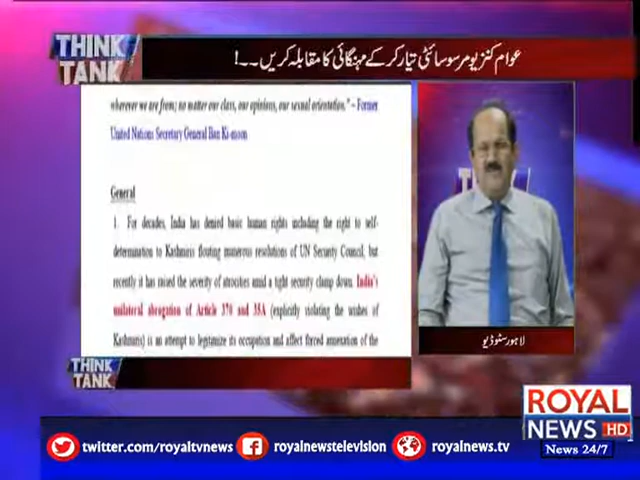 THINK
TANK
عوام کنزیومر سوسائٹی تیار کر کے مہنگائی کا مقابلہ کریں ۔۔!
wherever we are from; no matter our class, our opinions, our sexual orientation." – Former
United Nations Secretary General Ban Ki-moon
General
1. For decades, India has denied basic human rights including the right to self-
determination to Kashmiris flouting numerous resolutions of UN Security Council, but
recently it has raised the severity of atrocities amid a tight security clamp down. India's
unilateral abrogation of Article 370 and 35A (explicitly violating the wishes of
Kashmiris) is an attempt to legitimize its occupation and affect forced annexation of the
لاہور سٹوڈیو
THINK
TANK
ROYAL
NEWS HD
News 24/7
twitter.com/royaltvnews
royalnewstelevision
royalnews.tv